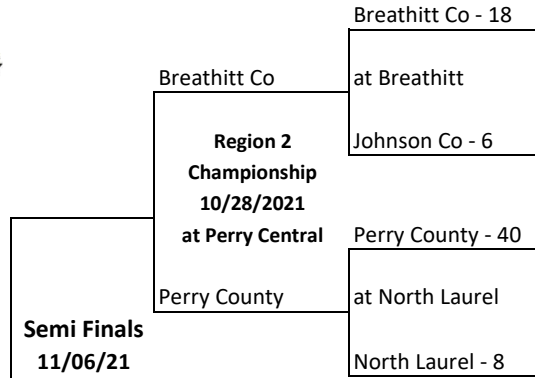 Breathitt Co - 18
Breathitt Co
at Breathitt
Region 2
Championship
10/28/2021
at Perry Central
Johnson Co - 6
Perry County - 40
Perry County
at North Laurel
Semi Finals
11/06/21
North Laurel - 8